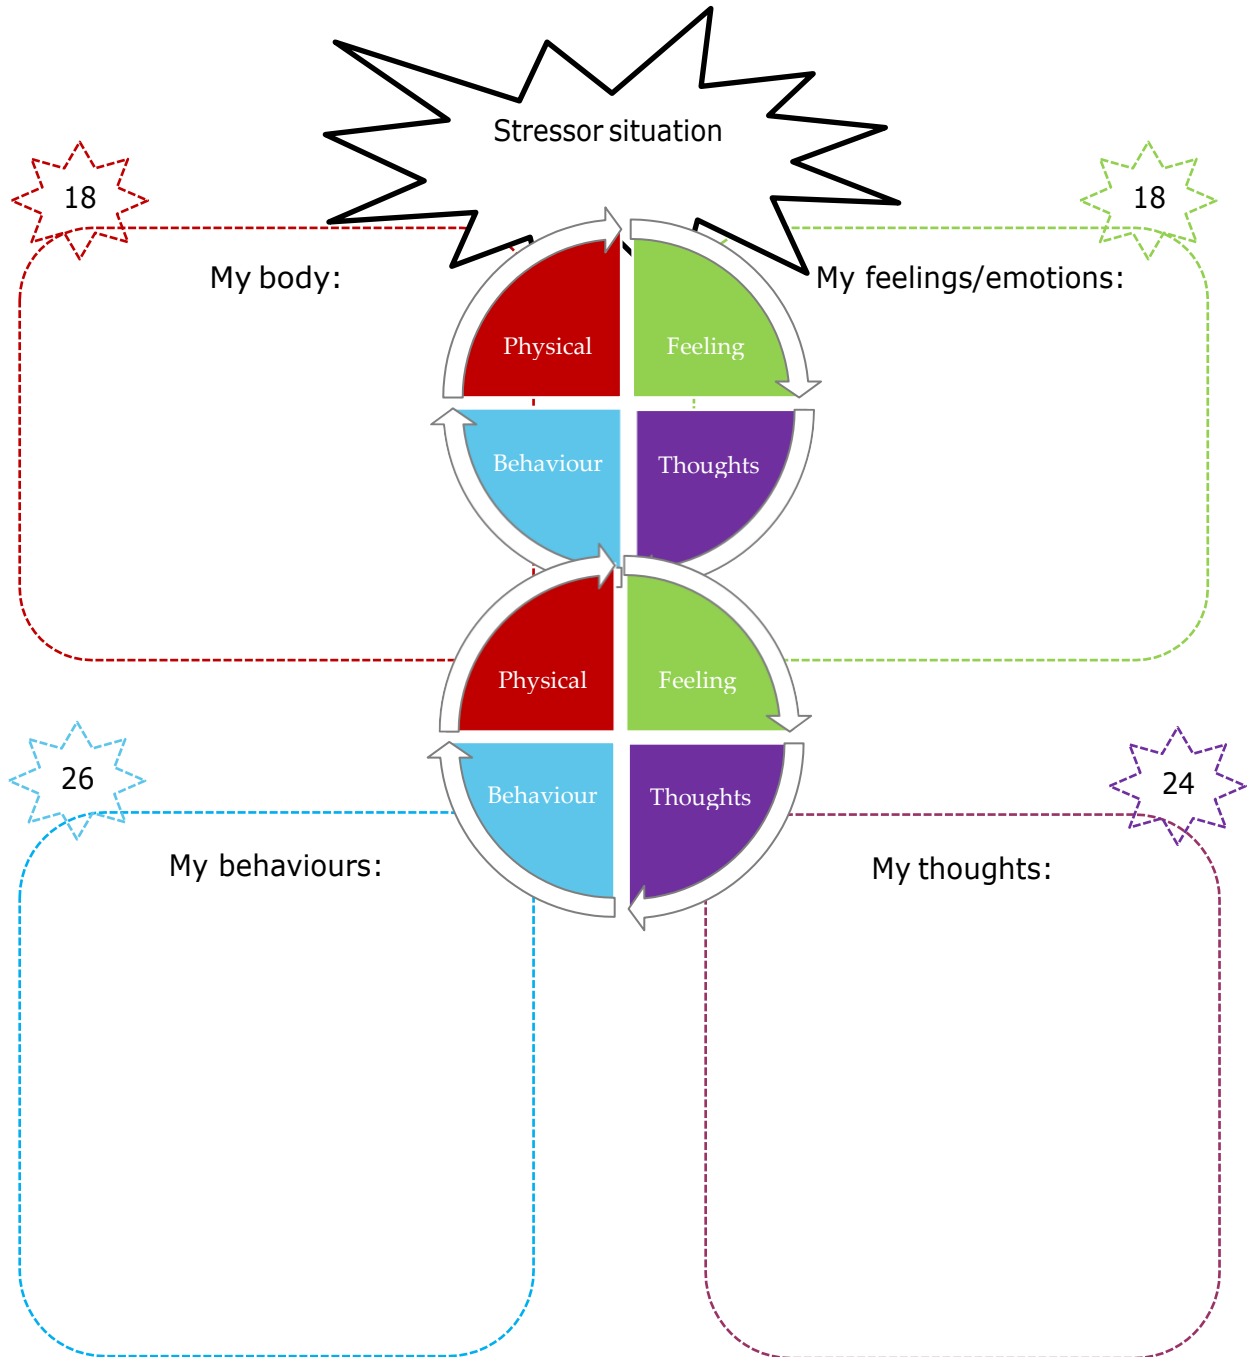 Stressor situation
18
18
My body:
My feelings/emotions:
Physical
Feeling
Behaviour
Thoughts
Physical
Feeling
26
24
Behaviour
Thoughts
My behaviours:
My thoughts: